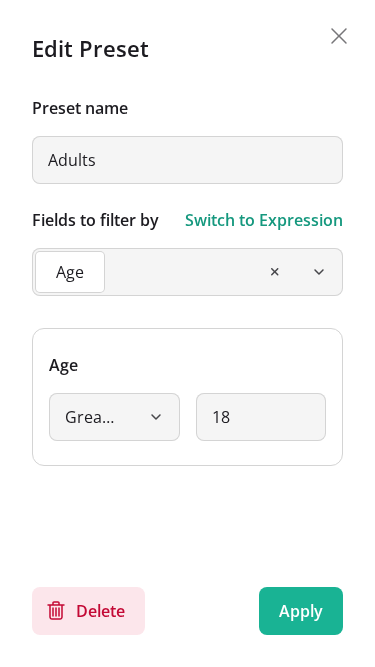 Edit Preset
Preset name
Adults
Fields to filter by Switch to Expression
Age
Age
Grea... 18
Delete Apply